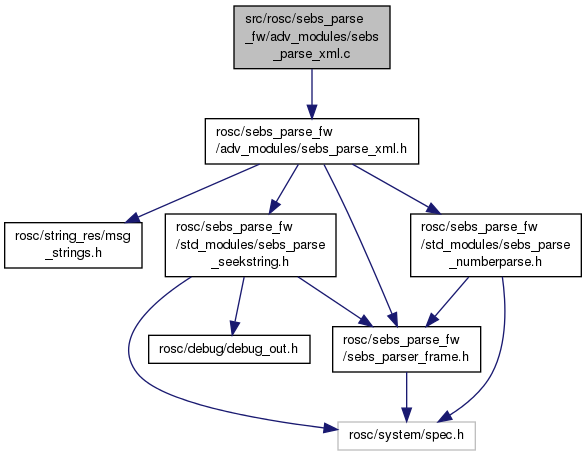 src/rosc/sebs_parse
_fw/adv_modules/sebs
_parse_xml.c
rosc/sebs_parse_fw
/adv_modules/sebs_parse_xml.h
rosc/string_res/msg
_strings.h
rosc/sebs_parse_fw
/std_modules/sebs_parse
_seekstring.h
rosc/sebs_parse_fw
/std_modules/sebs_parse
_numberparse.h
rosc/debug/debug_out.h
rosc/sebs_parse_fw
/sebs_parser_frame.h
rosc/system/spec.h